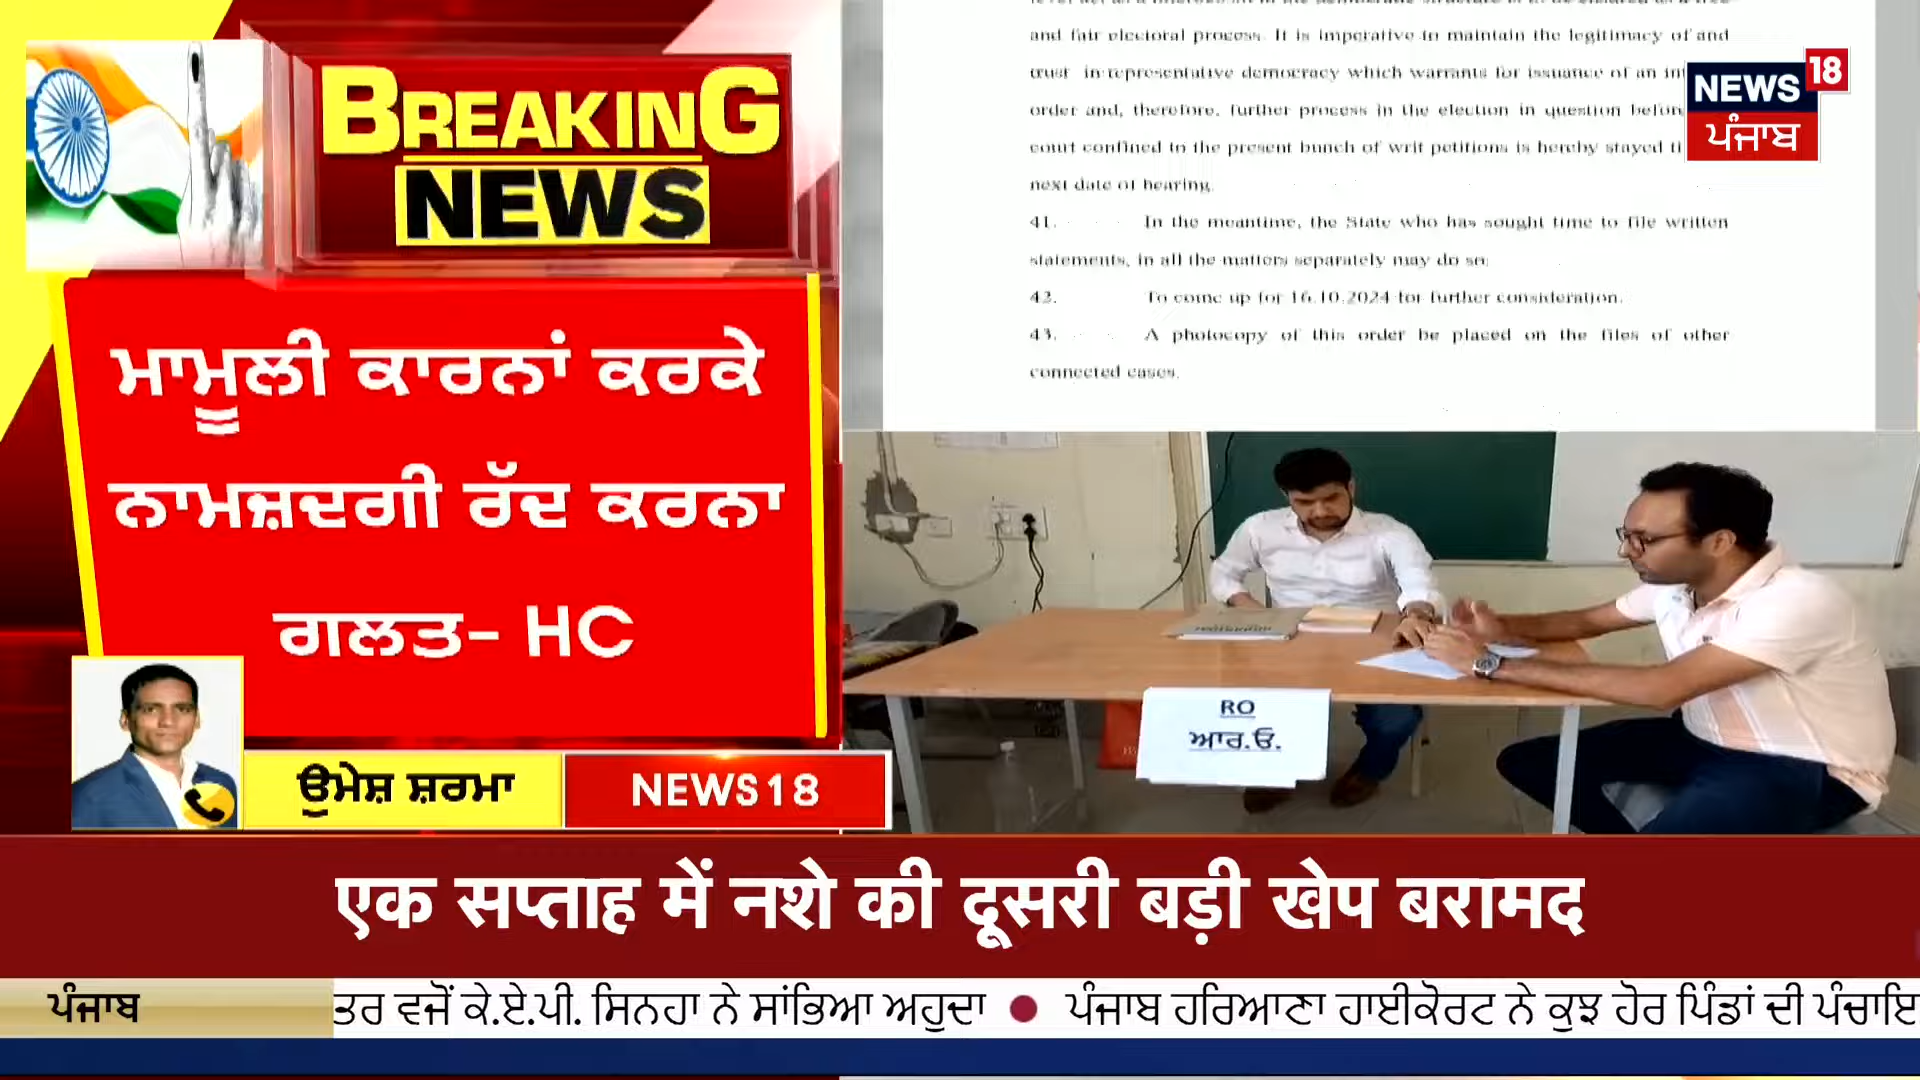 BREAKING
NEWS
ਮਾਮੂਲੀ ਕਾਰਨਾਂ ਕਰਕੇ
ਨਾਮਜ਼ਦਗੀ ਰੱਦ ਕਰਨਾ
ਗਲਤ- HC
ਉਮੇਸ਼ ਸ਼ਰਮਾ
NEWS18
and fair electoral process. It is imperative to maintain the legitimacy of and
trust in representative democracy which warrants for issuance of an
order and, therefore, further process in the election in question before
court confined to the present bunch of writ petitions is hereby stayed
next date of hearing.
41. In the meantime, the State who has sought time to file written
statements, in all the matters separately may do so.
42. To come up for 16.10.2024 for further consideration.
43. A photocopy of this order be placed on the files of other
connected cases.
NEWS 18
ਪੰਜਾਬ
RO
ਆਰ.ਓ.
एक सप्ताह में नशे की दूसरी बड़ी खेप बरामद
ਪੰਜਾਬ
ਤਰ ਵਜੋਂ ਕੇ.ਏ.ਪੀ. ਸਿਨਹਾ ਨੇ ਸਾਂਭਿਆ ਅਹੁਦਾ ● ਪੰਜਾਬ ਹਰਿਆਣਾ ਹਾਈਕੋਰਟ ਨੇ ਕੁਝ ਹੋਰ ਪਿੰਡਾਂ ਦੀ ਪੰਚਾਇ